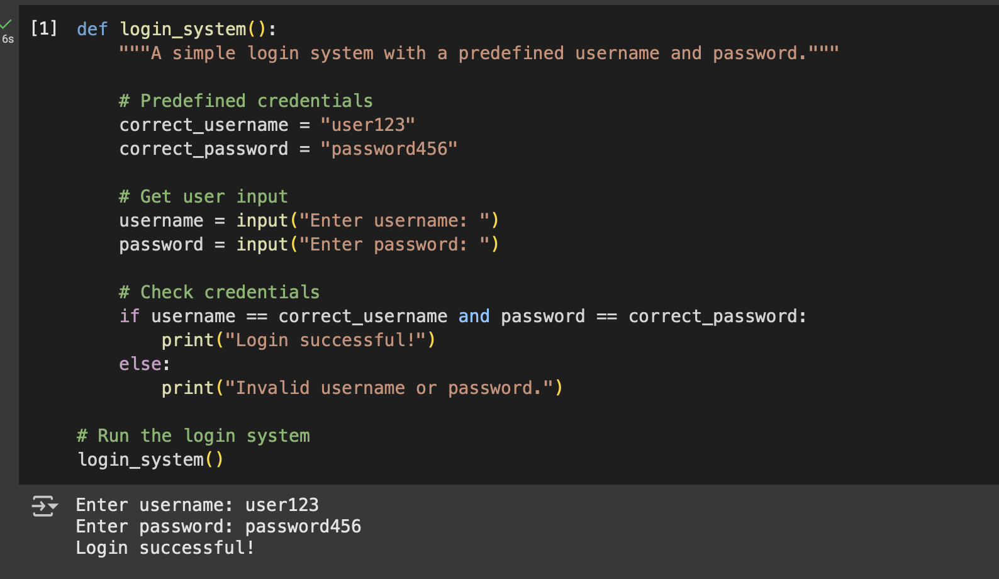 [1] def login_system():
"""A simple login system with a predefined username and password."""
6s
# Predefined credentials
correct_username = "user123"
correct_password = "password456"
# Get user input
username = input("Enter username: ")
password = input("Enter password: ")
# Check credentials
if username == correct_username and password == correct_password:
print("Login successful!")
else:
print("Invalid username or password.")
# Run the login system
login_system()
Enter username: user123
Enter password: password456
Login successful!